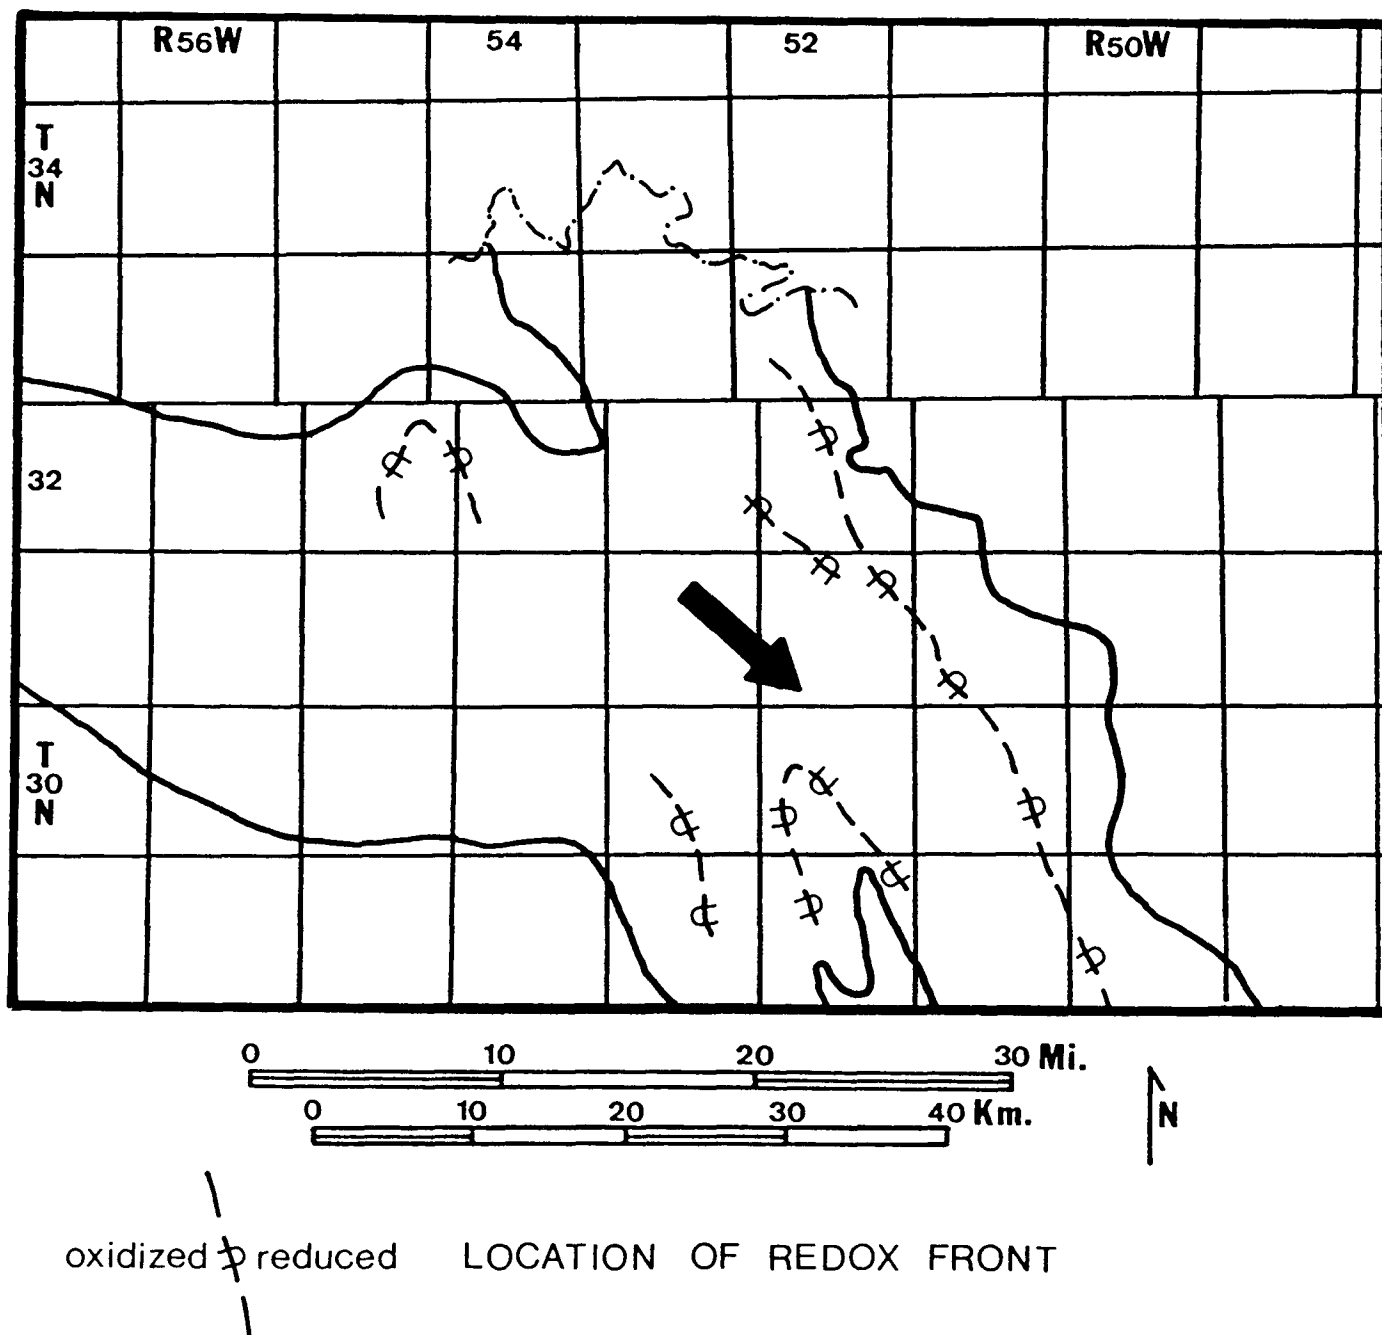 R56W 54 52 R50W
T
34
N
32
T
30
N
0 10 20 30 Mi.
0 10 20 30 40 Km.
N
oxidized reduced LOCATION OF REDOX FRONT